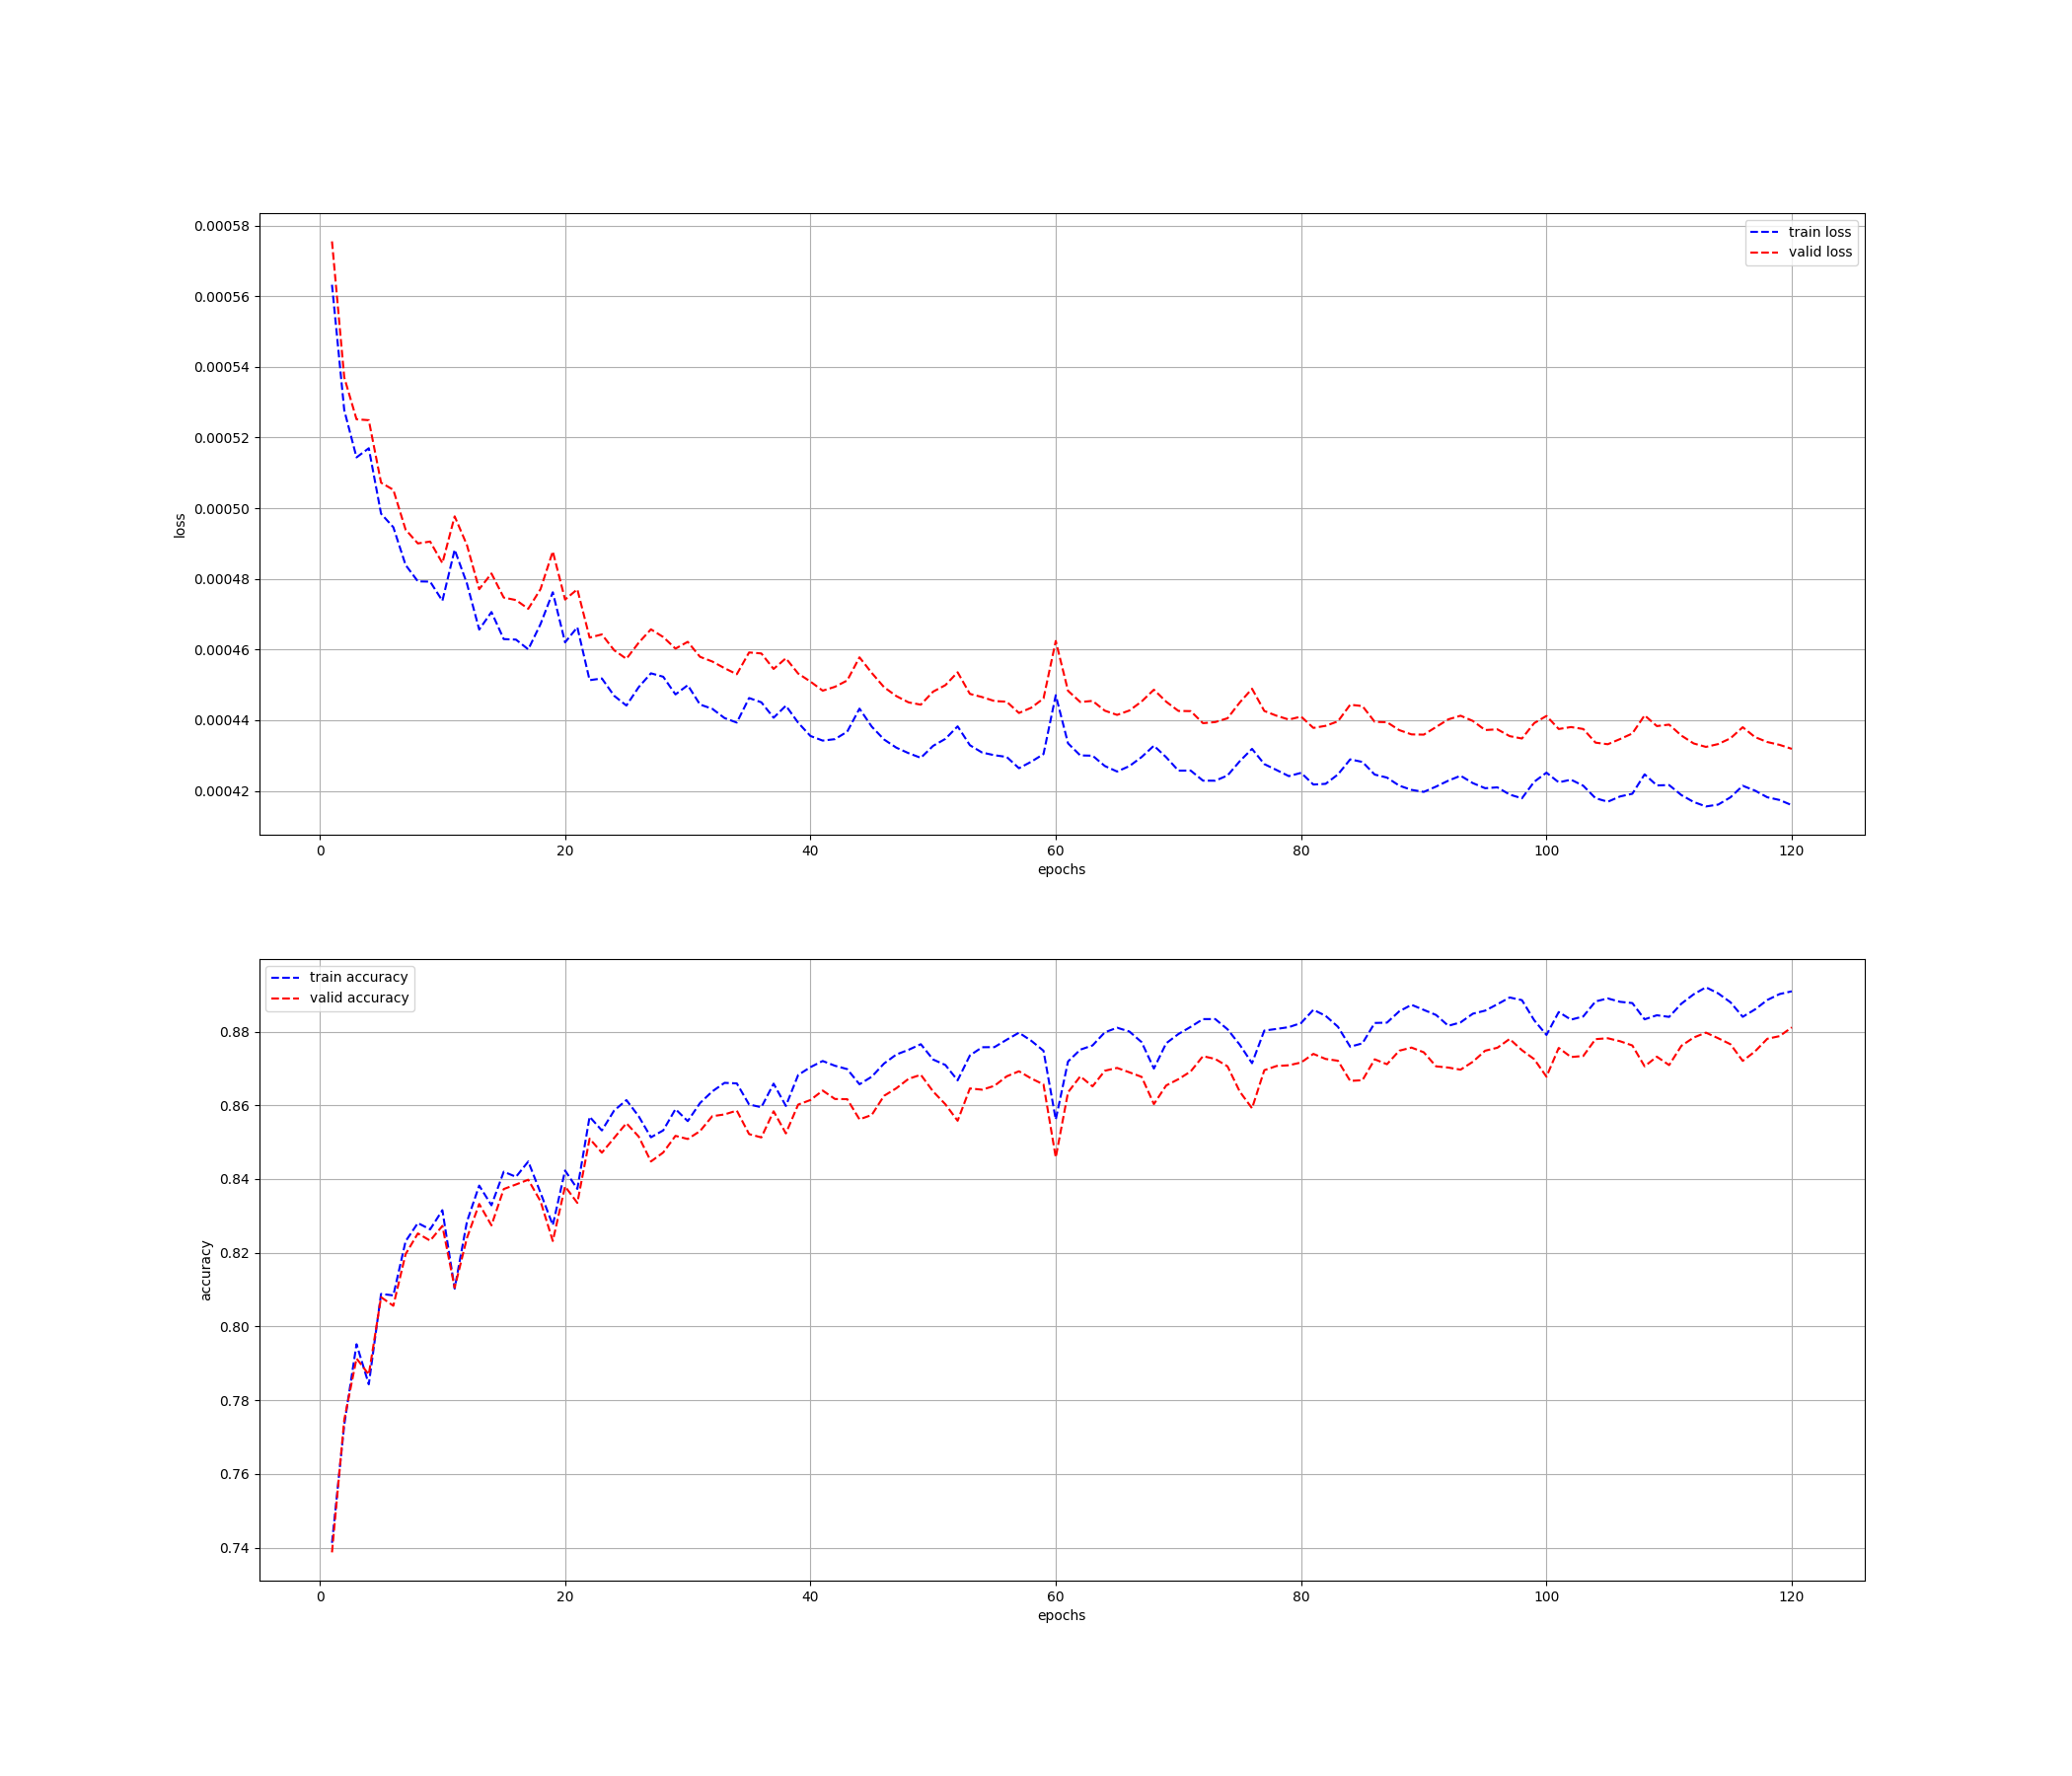 0.00058
train loss
valid loss
0.00056
0.00054
0.00052
0.00050
loss
0.00048
0.00046
0.00044
0.00042
0 20 40 60 80 100 120
epochs
train accuracy
valid accuracy
0.88
0.86
0.84
0.82
accuracy
0.80
0.78
0.76
0.74
0 20 40 60 80 100 120
epochs